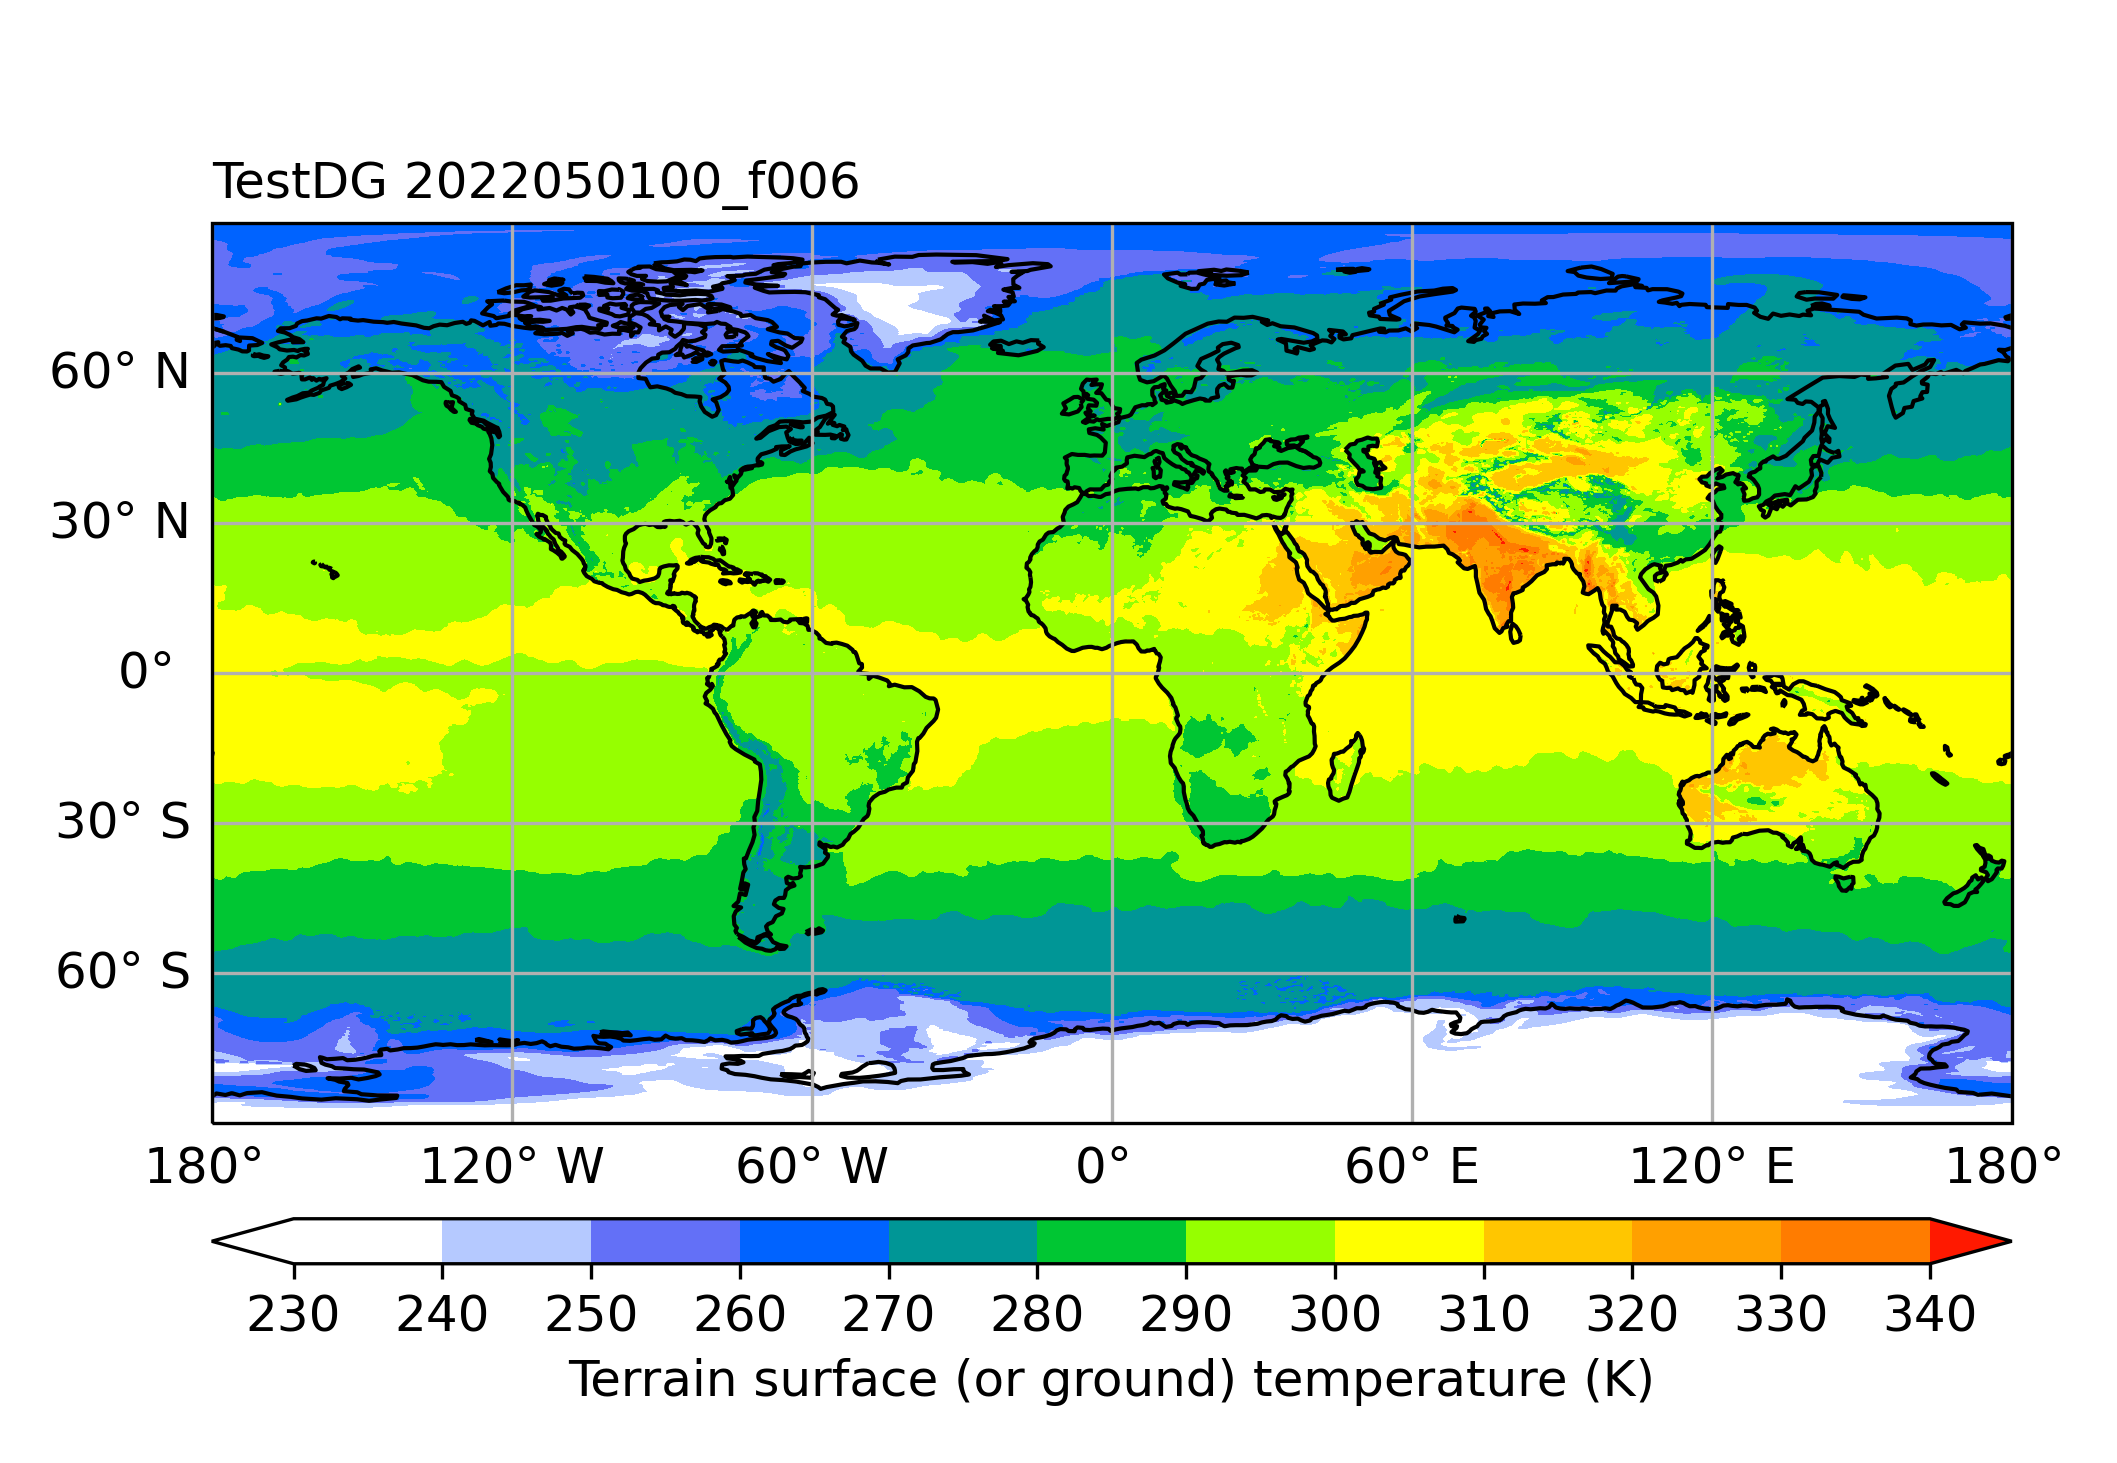 TestDG 2022050100_f006
60° N
30° N
0°
30° S
60° S
180° 120° W 60° W 0° 60° E 120° E 180°
230 240 250 260 270 280 290 300 310 320 330 340
Terrain surface (or ground) temperature (K)